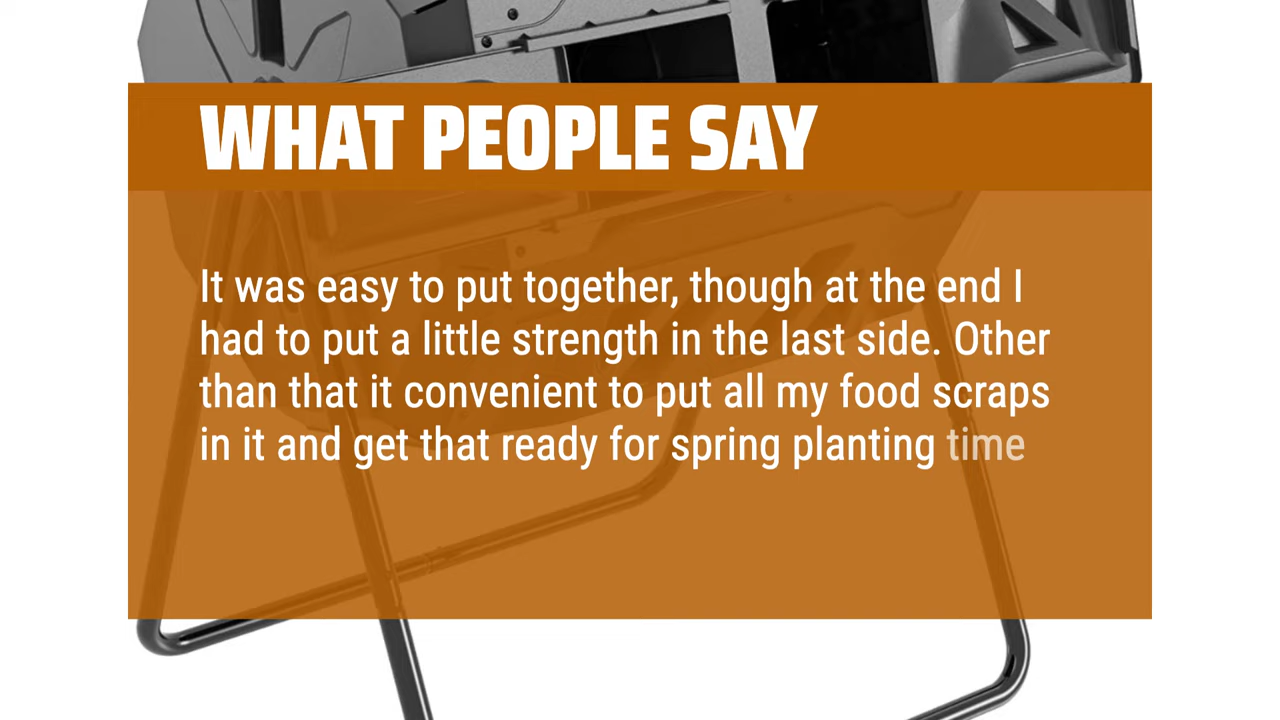 WHAT PEOPLE SAY
It was easy to put together, though at the end I
had to put a little strength in the last side. Other
than that it convenient to put all my food scraps
in it and get that ready for spring planting time